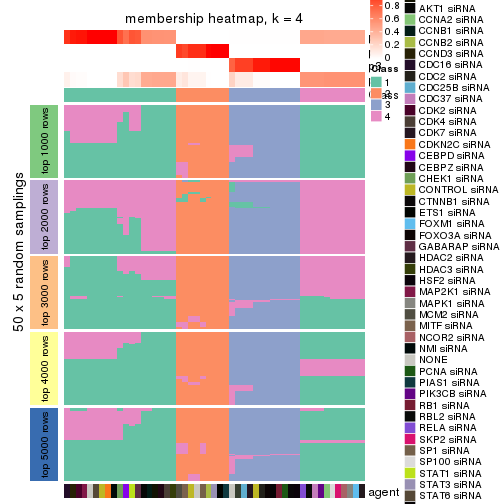 membership heatmap, k = 4
50 x 5 random samplings
top 1000 rows
top 2000 rows
top 3000 rows
top 4000 rows
top 5000 rows
0.8
0.6
0.4
0.2
0
Class
1
2
3
4
agent
AKT1 siRNA
CCNA2 siRNA
CCNB1 siRNA
CCNB2 siRNA
CCND3 siRNA
CDC16 siRNA
CDC2 siRNA
CDC25B siRNA
CDC37 siRNA
CDK2 siRNA
CDK4 siRNA
CDK7 siRNA
CDKN2C siRNA
CEBPD siRNA
CEBPZ siRNA
CHEK1 siRNA
CONTROL siRNA
CTNNB1 siRNA
ETS1 siRNA
FOXM1 siRNA
FOXO3A siRNA
GABARAP siRNA
HDAC2 siRNA
HDAC3 siRNA
HSF2 siRNA
MAP2K1 siRNA
MAPK1 siRNA
MCM2 siRNA
MITF siRNA
NCOR2 siRNA
NMI siRNA
NONE
PCNA siRNA
PIAS1 siRNA
PIK3CB siRNA
RB1 siRNA
RBL2 siRNA
RELA siRNA
SKP2 siRNA
SP1 siRNA
SP100 siRNA
STAT1 siRNA
STAT3 siRNA
STAT6 siRNA